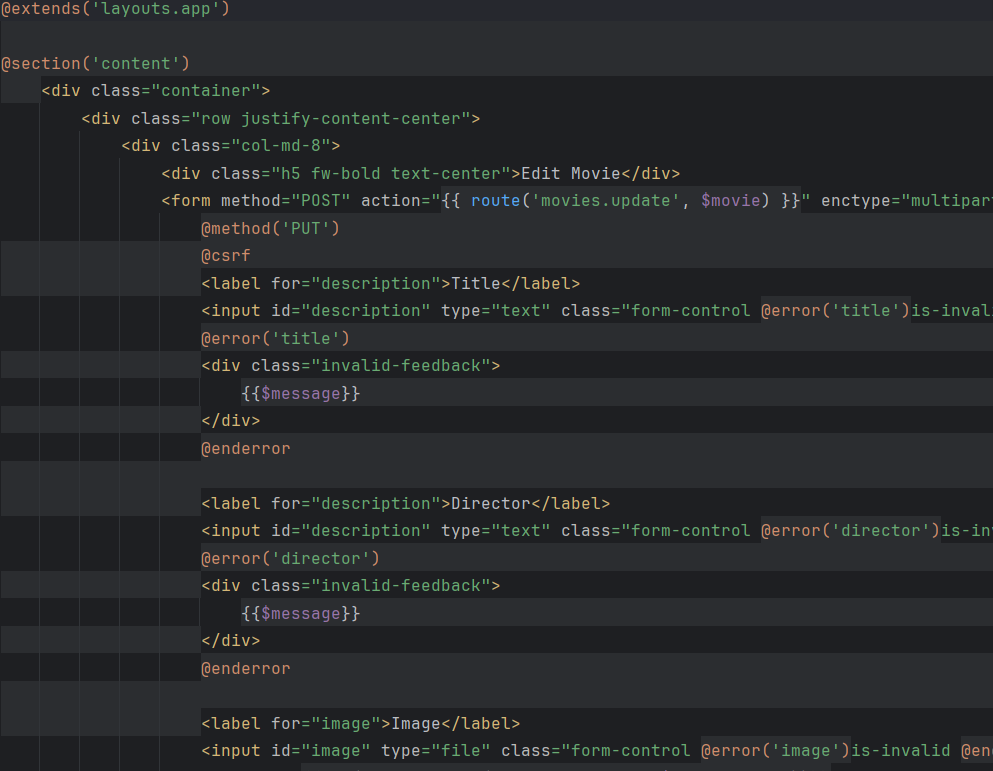 @extends('layouts.app')
@section('content')
<div class="container">
<div class="row justify-content-center">
<div class="col-md-8">
<div class="h5 fw-bold text-center">Edit Movie</div>
<form method="POST" action="{{ route('movies.update', $movie) }}" enctype="multipar
@method('PUT')
@csrf
<label for="description">Title</label>
<input id="description" type="text" class="form-control @error('title')is-inval
@error('title')
<div class="invalid-feedback">
{{$message}}
</div>
@enderror
<label for="description">Director</label>
<input id="description" type="text" class="form-control @error('director')is-in
@error('director')
<div class="invalid-feedback">
{{$message}}
</div>
@enderror
<label for="image">Image</label>
<input id="image" type="file" class="form-control @error('image')is-invalid @en